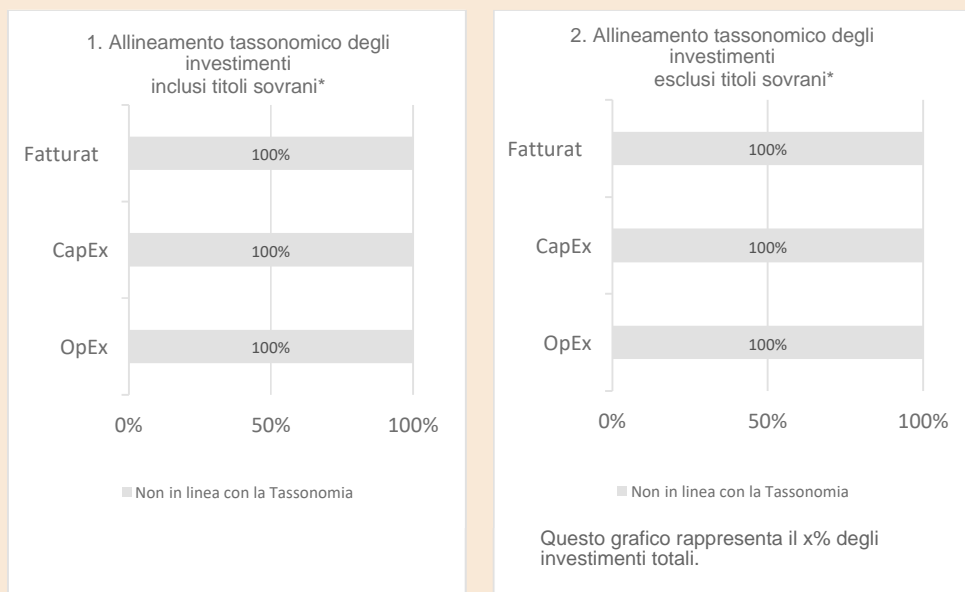 1. Allineamento tassonomico degli
investimenti
inclusi titoli sovrani*
Fatturat
100%
CapEx
100%
OpEx
100%
0%
50%
100%
Non in linea con la Tassonomia
2. Allineamento tassonomico degli
investimenti
esclusi titoli sovrani*
Fatturat
100%
CapEx
100%
OpEx
100%
0%
50%
100%
Non in linea con la Tassonomia
Questo grafico rappresenta il x% degli
investimenti totali.